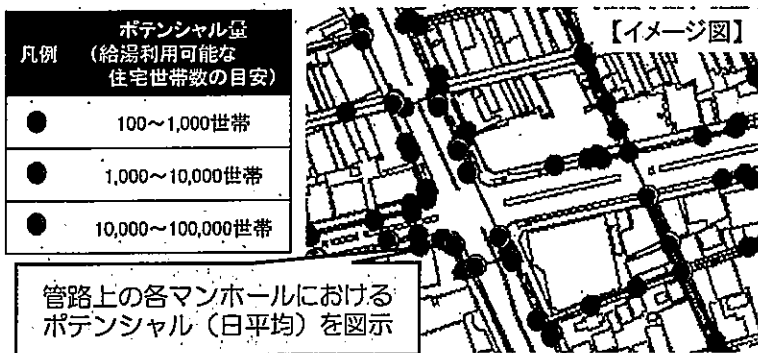 凡例
ポテンシャル量
(給湯利用可能な
住宅世帯数の目安)
100～1,000世帯
1,000～10,000世帯
10,000～100,000世帯
【イメージ図】
管路上の各マンホールにおける
ポテンシャル（日平均）を図示